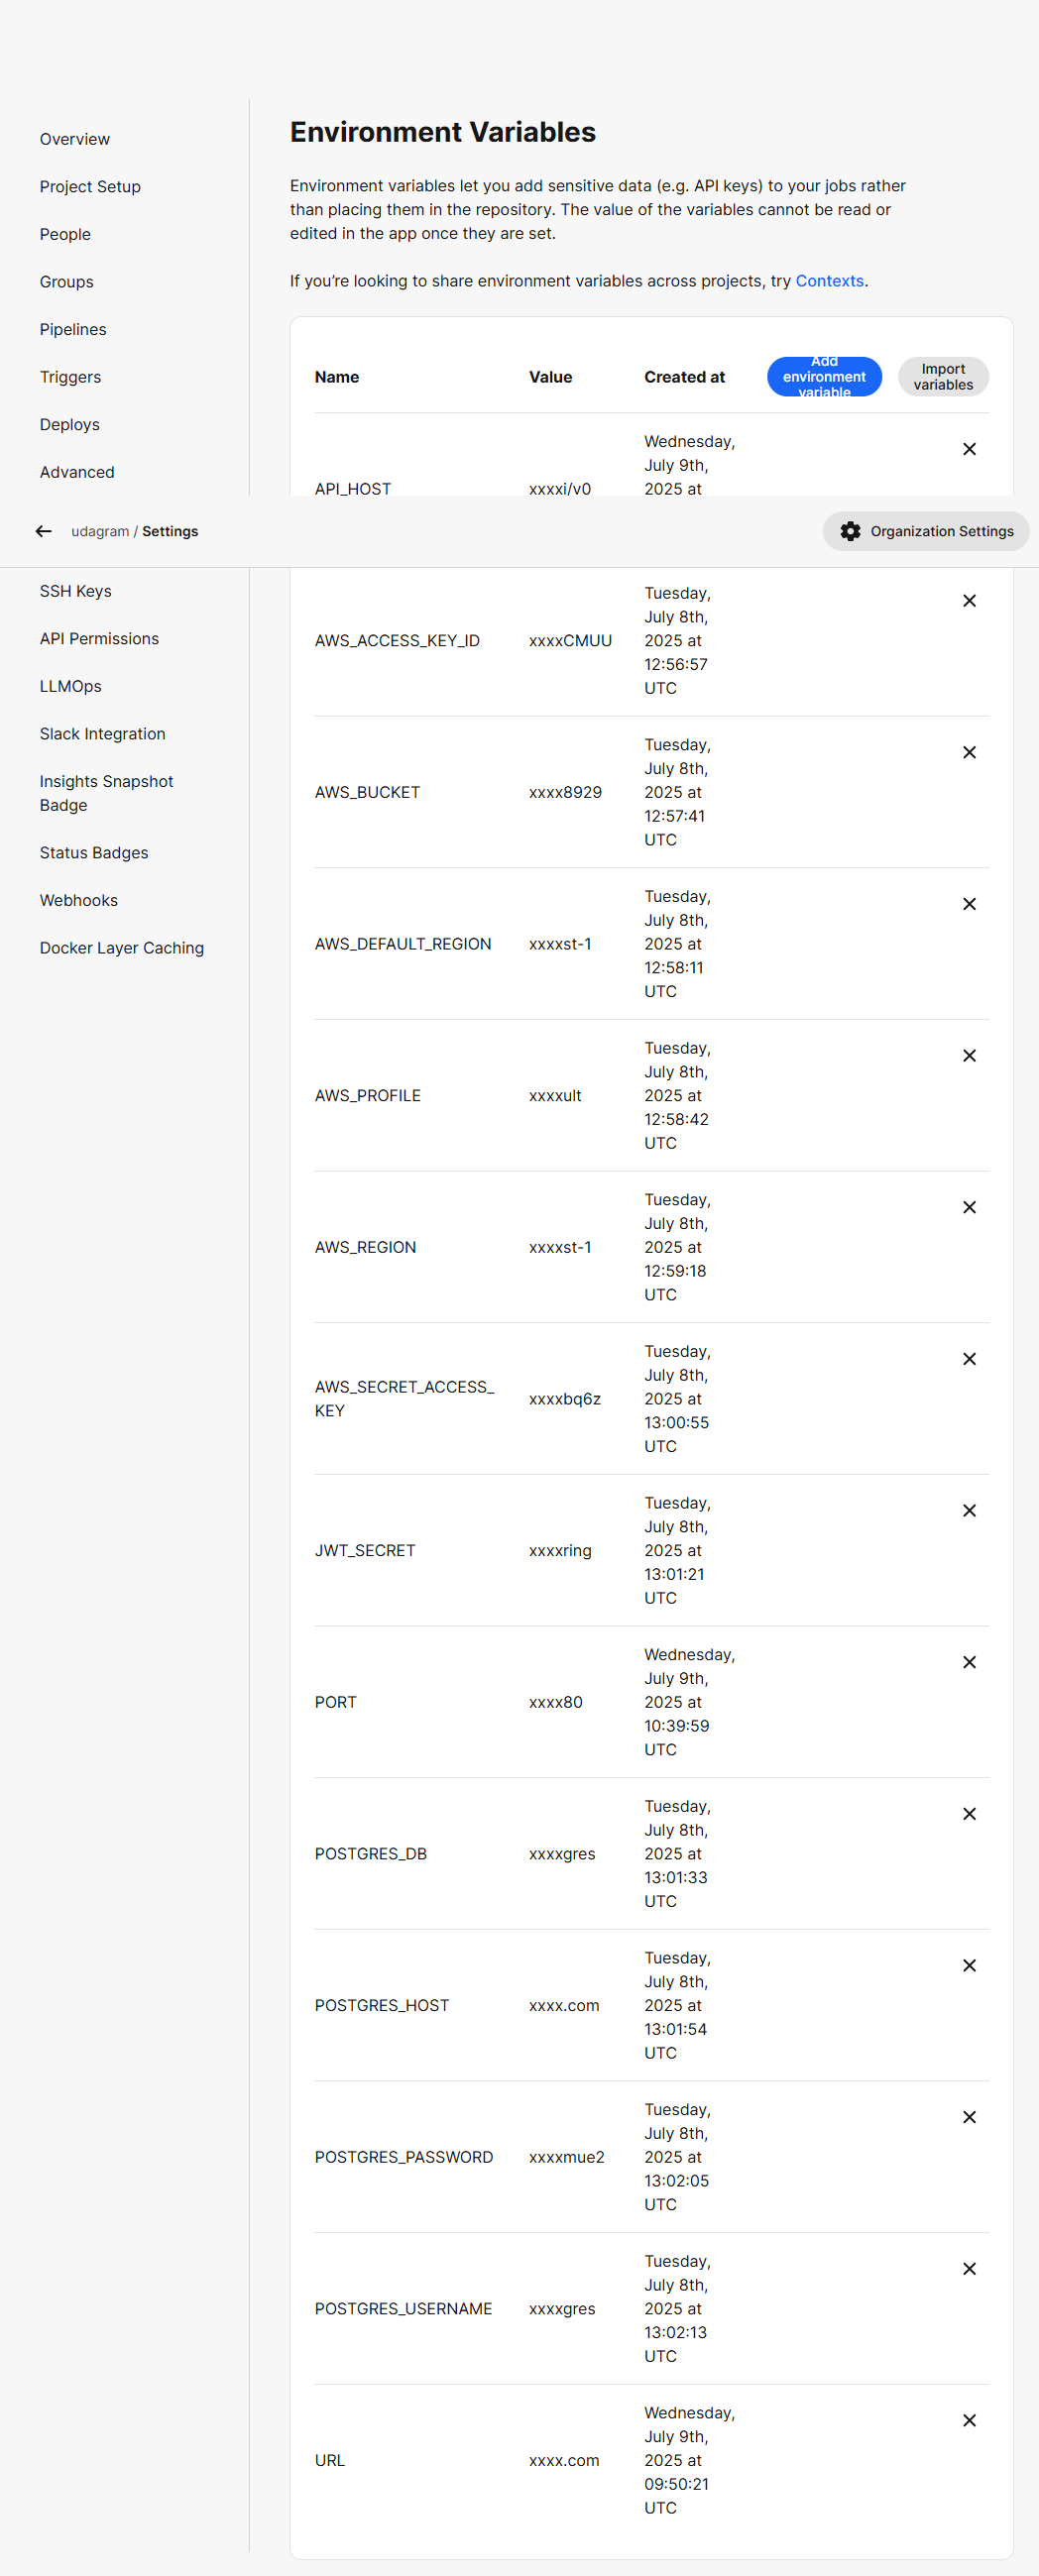 Overview
Project Setup
People
Groups
Pipelines
Triggers
Deploys
Advanced
udagram / Settings
Organization Settings
SSH Keys
API Permissions
LLMOps
Slack Integration
Insights Snapshot
Badge
Status Badges
Webhooks
Docker Layer Caching
Environment Variables
Environment variables let you add sensitive data (e.g. API keys) to your jobs rather
than placing them in the repository. The value of the variables cannot be read or
edited in the app once they are set.
If you’re looking to share environment variables across projects, try Contexts.
Name Value Created at
Add
environment
variable
Import
variables
API_HOST xxxxi/v0
Wednesday,
July 9th,
2025 at
AWS_ACCESS_KEY_ID xxxxCMUU
Tuesday,
July 8th,
2025 at
12:56:57
UTC
AWS_BUCKET xxxx8929
Tuesday,
July 8th,
2025 at
12:57:41
UTC
AWS_DEFAULT_REGION xxxxst-1
Tuesday,
July 8th,
2025 at
12:58:11
UTC
AWS_PROFILE xxxxult
Tuesday,
July 8th,
2025 at
12:58:42
UTC
AWS_REGION xxxxst-1
Tuesday,
July 8th,
2025 at
12:59:18
UTC
AWS_SECRET_ACCESS_
KEY
xxxxbq6z
Tuesday,
July 8th,
2025 at
13:00:55
UTC
JWT_SECRET xxxxring
Tuesday,
July 8th,
2025 at
13:01:21
UTC
PORT xxxx80
Wednesday,
July 9th,
2025 at
10:39:59
UTC
POSTGRES_DB xxxxgres
Tuesday,
July 8th,
2025 at
13:01:33
UTC
POSTGRES_HOST xxxx.com
Tuesday,
July 8th,
2025 at
13:01:54
UTC
POSTGRES_PASSWORD xxxxmue2
Tuesday,
July 8th,
2025 at
13:02:05
UTC
POSTGRES_USERNAME xxxxgres
Tuesday,
July 8th,
2025 at
13:02:13
UTC
URL xxxx.com
Wednesday,
July 9th,
2025 at
09:50:21
UTC